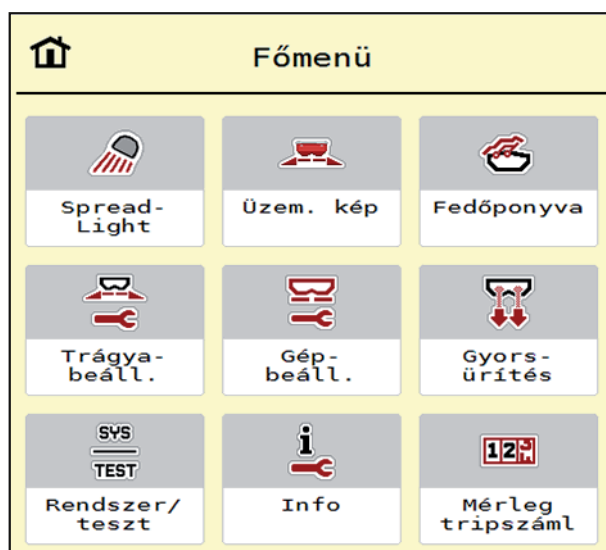 Főmenü
Spread-
Light
Üzem. kép
Fedőponyva
Trágya-
beáll.
Gép-
beáll.
Gyors-
ürítés
SYS
TEST
Rendszer/
teszt
i
Info
12
Mérleg
tripszáml